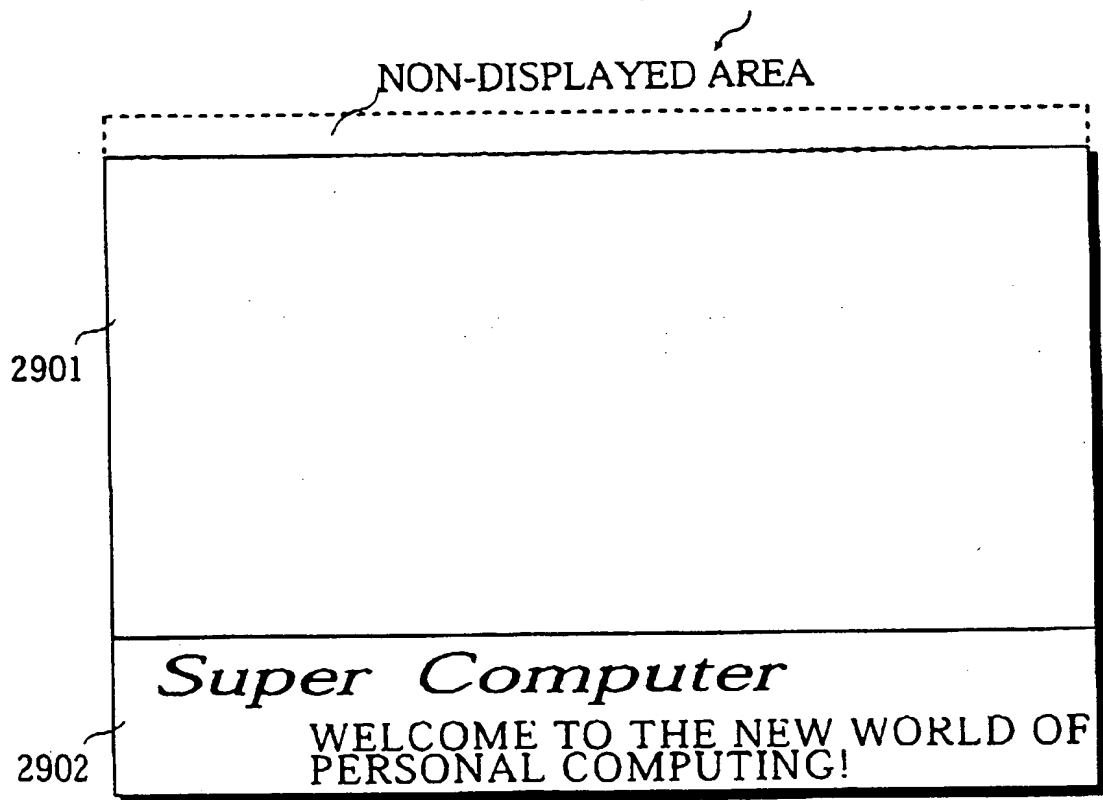 NON-DISPLAYED AREA
2901
Super Computer
WELCOME TO THE NEW WORLD OF
PERSONAL COMPUTING!
2902